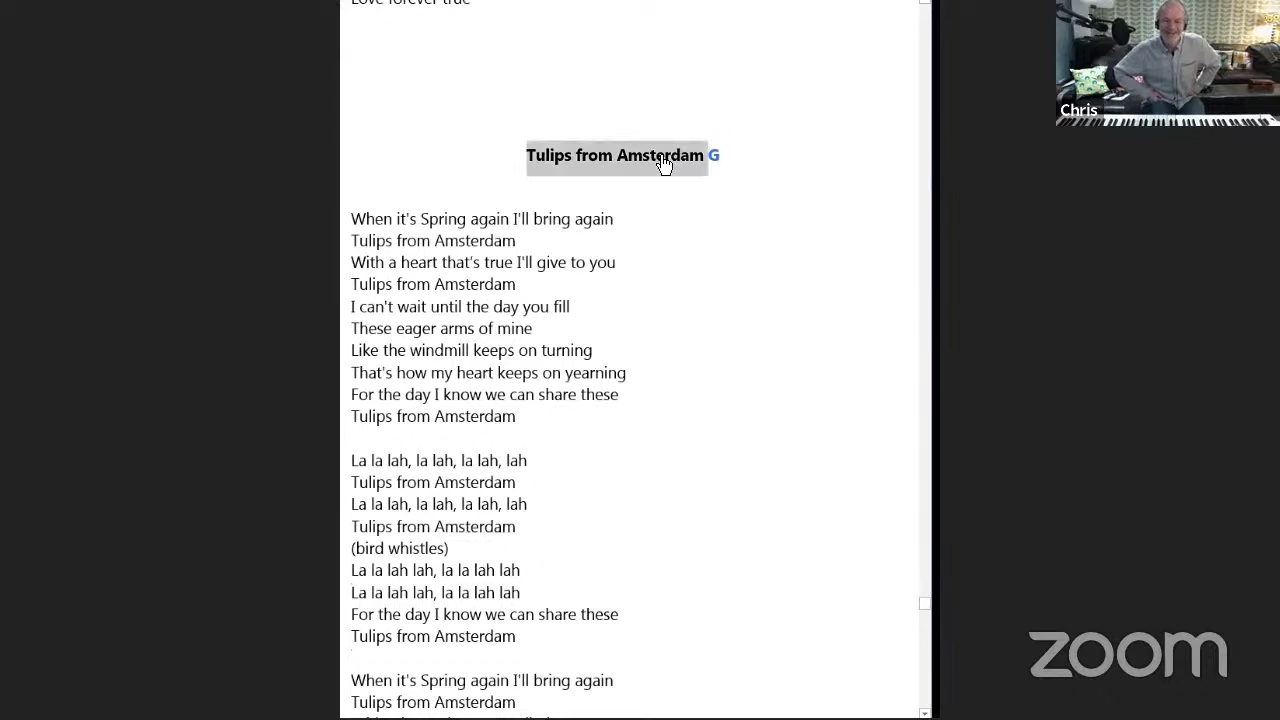 Love forever true
Chris
Tulips from Amsterdam G
When it's Spring again I'll bring again
Tulips from Amsterdam
With a heart that's true I'll give to you
Tulips from Amsterdam
I can't wait until the day you fill
These eager arms of mine
Like the windmill keeps on turning
That's how my heart keeps on yearning
For the day I know we can share these
Tulips from Amsterdam
La la lah, la lah, la lah, lah
Tulips from Amsterdam
La la lah, la lah, la lah, lah
Tulips from Amsterdam
(bird whistles)
La la lah lah, la la lah lah
La la lah lah, la la lah lah
For the day I know we can share these
Tulips from Amsterdam
When it's Spring again I'll bring again
Tulips from Amsterdam
zoom